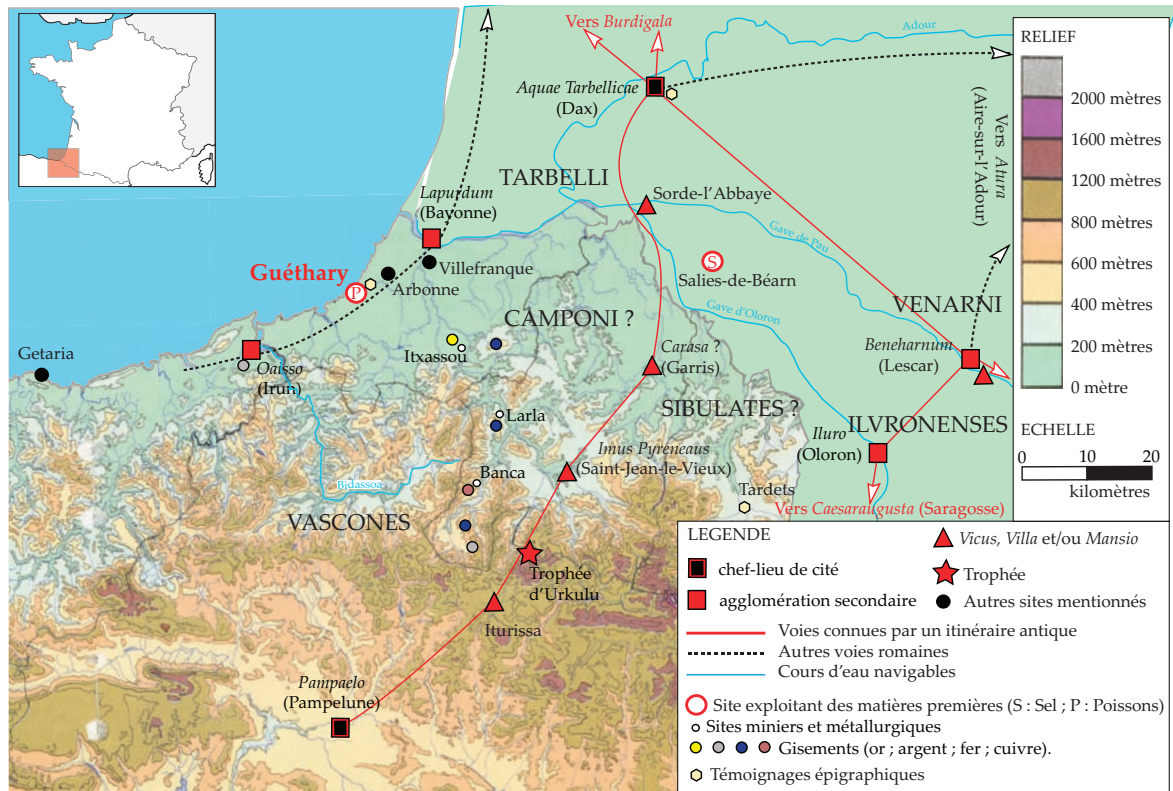 Vers Burdigala
Adour
Aquae Tarbellicae
(Dax)
Vers Atura
(Aire-sur-l'Adour)
TARBELLI
Lapurdum
(Bayonne)
Sorde-l'Abbaye
Gave de Pau
Guéthary
P
Villefranque
Arbonne
S
Salies-de-Béarn
Gave d'Oloron
VENARNI
CAMPONI ?
Getaria
Oaisso
(Irun)
Itxassou
Carasa ?
(Garris)
Beneharnum
(Lescar)
SIBULATES ?
ILVRONENSES
Larla
Iluro
(Oloron)
Imus Pyreneaus
(Saint-Jean-le-Vieux)
Banca
Bidassoa
Tardets
Vers Caesaraugusta (Saragosse)
VASCONES
Trophée
d'Urkulu
Iturissa
Pampaelo
(Pampelune)
RELIEF
2000 mètres
1600 mètres
1200 mètres
800 mètres
600 mètres
400 mètres
200 mètres
0 mètre
ECHELLE
0 10 20
kilomètres
LEGENDE
chef-lieu de cité
agglomération secondaire
Vicus, Villa et/ou Mansio
Trophée
Autres sites mentionnés
Voies connues par un itinéraire antique
Autres voies romaines
Cours d'eau navigables
Site exploitant des matières premières (S : Sel ; P : Poissons)
Sites miniers et métallurgiques
Gisements (or ; argent ; fer ; cuivre).
Témoignages épigraphiques